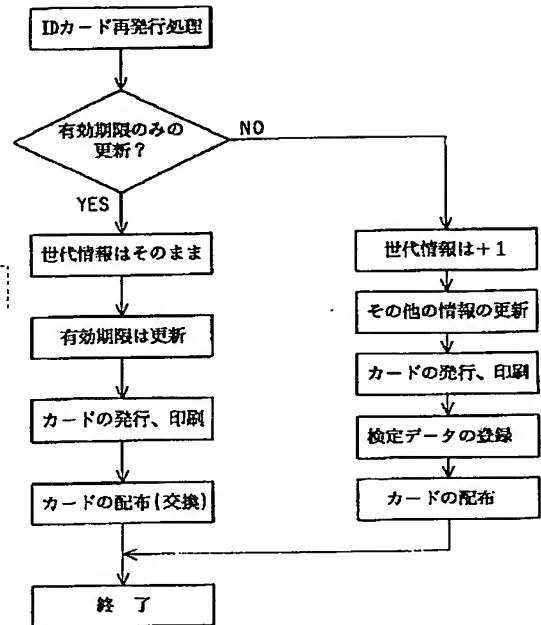 IDカード再発行処理
有効期限のみの
更新？
NO
YES
世代情報はそのまま
有効期限は更新
カードの発行、印刷
カードの配布(交換)
世代情報は＋1
その他の情報の更新
カードの発行、印刷
検定データの登録
カードの配布
終 了